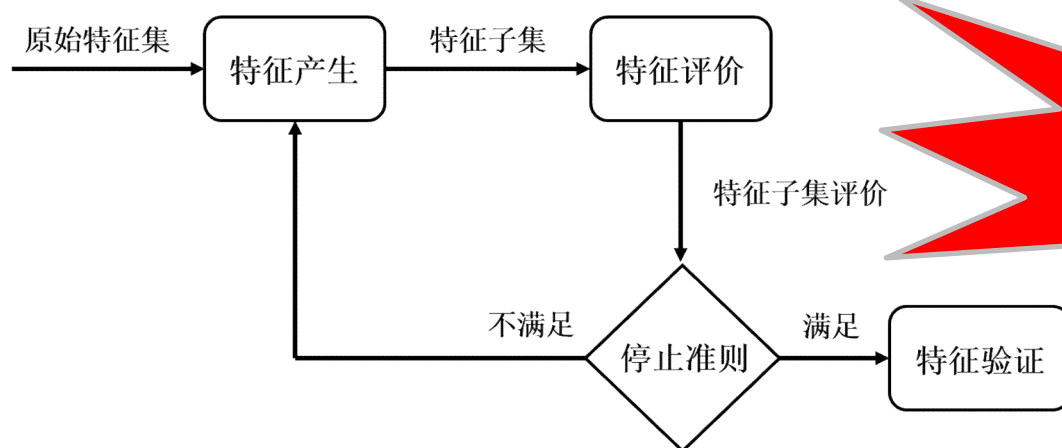 原始特征集
特征产生
特征子集
特征评价
特征子集评价
不满足
停止准则
满足
特征验证